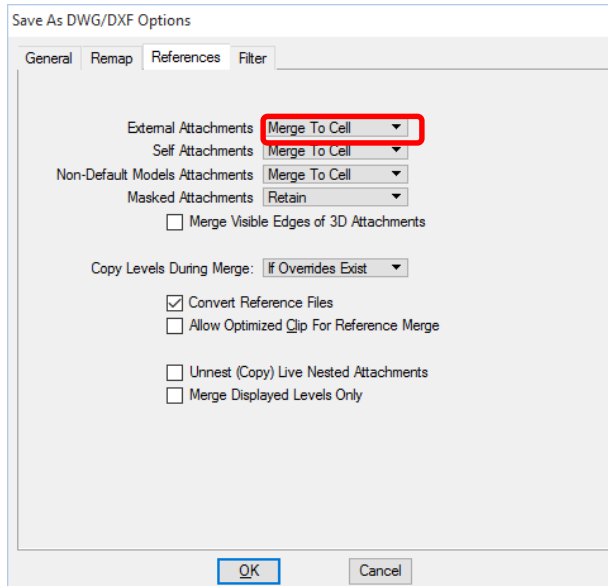 Save As DWG/DXF Options
General Remap References Filter
External Attachments Merge To Cell
Self Attachments Merge To Cell
Non-Default Models Attachments Merge To Cell
Masked Attachments Retain
Merge Visible Edges of 3D Attachments
Copy Levels During Merge: If Overrides Exist
Convert Reference Files
Allow Optimized Clip For Reference Merge
Unnest (Copy) Live Nested Attachments
Merge Displayed Levels Only
OK Cancel